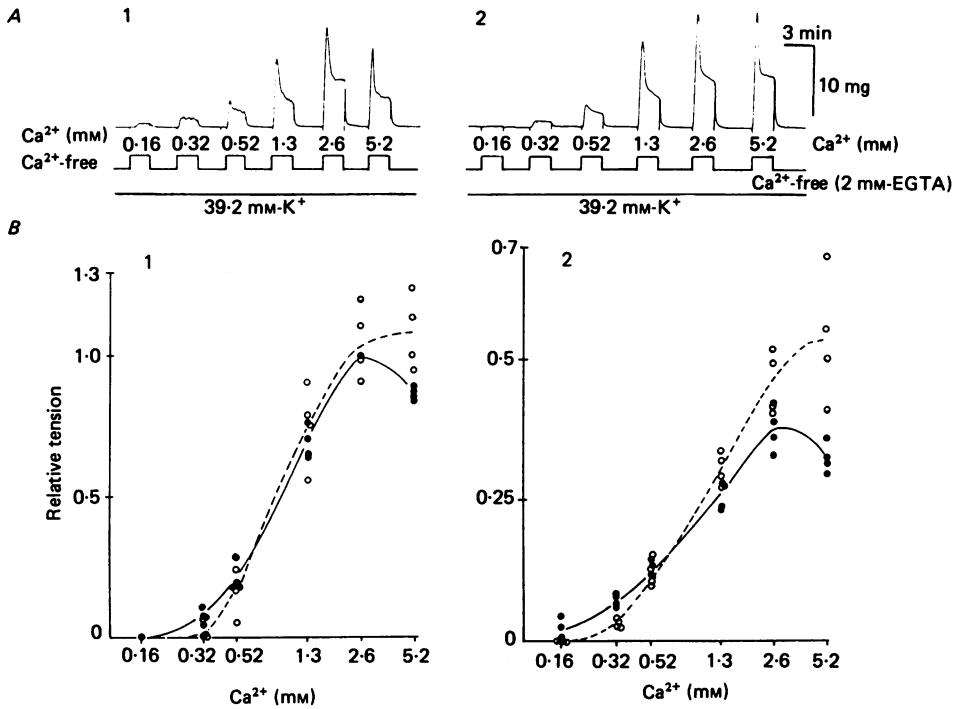 A
1
2
3 min
10 mg
Ca²⁺ (mM) 0·16 0·32 0·52 1·3 2·6 5·2
0·16 0·32 0·52 1·3 2·6 5·2 Ca²⁺ (mM)
Ca²⁺-free
Ca²⁺-free (2 mM-EGTA)
39·2 mM-K⁺
39·2 mM-K⁺
B
1
Relative tension
1·3
1·0
0·5
0
0·16 0·32 0·52 1·3 2·6 5·2
Ca²⁺ (mM)
2
0·7
0·5
0·25
0
0·16 0·32 0·52 1·3 2·6 5·2
Ca²⁺ (mM)